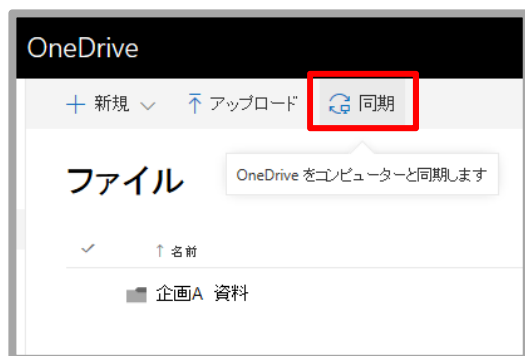 OneDrive
新規 アップロード 同期
OneDrive をコンピューターと同期します
ファイル
↑ 名前
企画A 資料